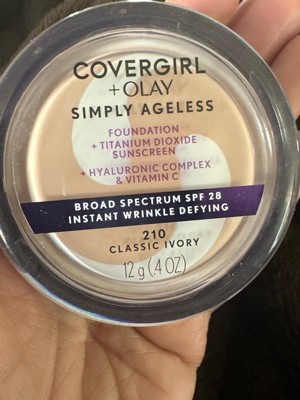 COVERGIRL
+ OLAY
SIMPLY AGELESS
FOUNDATION
+ TITANIUM DIOXIDE
SUNSCREEN
+ HYALURONIC COMPLEX
& VITAMIN C
BROAD SPECTRUM SPF 28
INSTANT WRINKLE DEFYING
210
CLASSIC IVORY
12 g (.4 OZ)